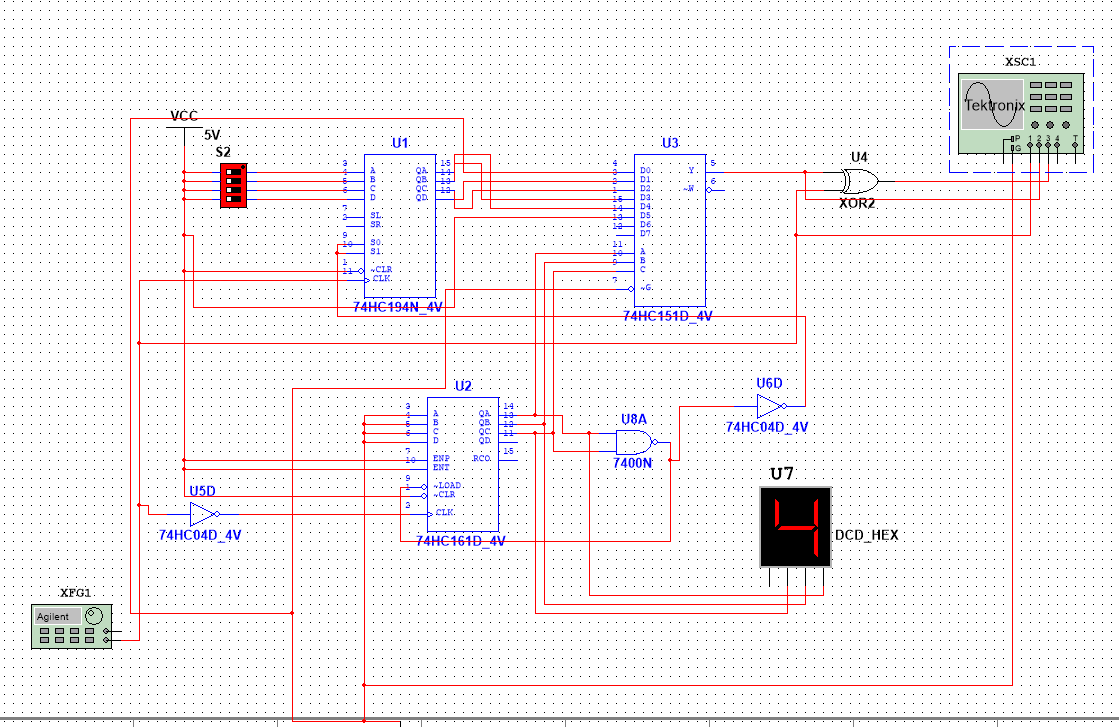 XSC1
Tektronix
P
G
1 2 3 4
T
VCC
5V
S2
U1
3
4
5
6
A
B
C
D
7
2
SL
SR
9
10
S0
S1
1
11
~CLR
CLK
15
14
13
12
QA
QB
QC
QD
74HC194N_4V
U3
4
3
2
1
15
14
13
12
D0
D1
D2
D3
D4
D5
D6
D7
11
10
9
A
B
C
7
~G
Y
~W
5
6
74HC151D_4V
U4
XOR2
U2
3
4
5
6
A
B
C
D
7
10
ENP
ENT
9
1
~LOAD
~CLR
2
CLK
14
13
12
11
QA
QB
QC
QD
15
RCO
74HC161D_4V
U8A
7400N
U6D
74HC04D_4V
U5D
74HC04D_4V
U7
4
DCD_HEX
XFG1
Agilent